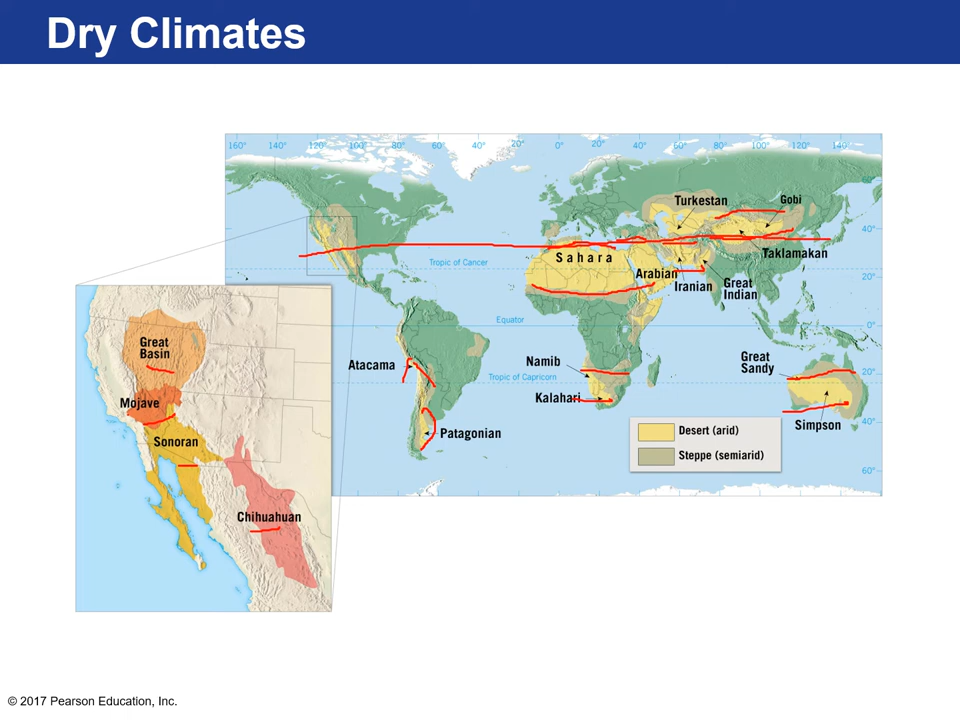 Dry Climates
160° 140° 120° 100° 80° 60° 40° 20° 0° 20° 40° 60° 80° 100° 120° 140°
60°
Turkestan
Gobi
40°
Sahara
Taklamakan
Tropic of Cancer
Arabian
20°
Iranian
Great
Indian
Equator
0°
Great
Basin
Atacama
Namib
Great
Sandy
20°
Tropic of Capricorn
Mojave
Kalahari
40°
Simpson
Patagonian
Desert (arid)
Sonoran
Steppe (semiarid)
60°
Chihuahuan
© 2017 Pearson Education, Inc.